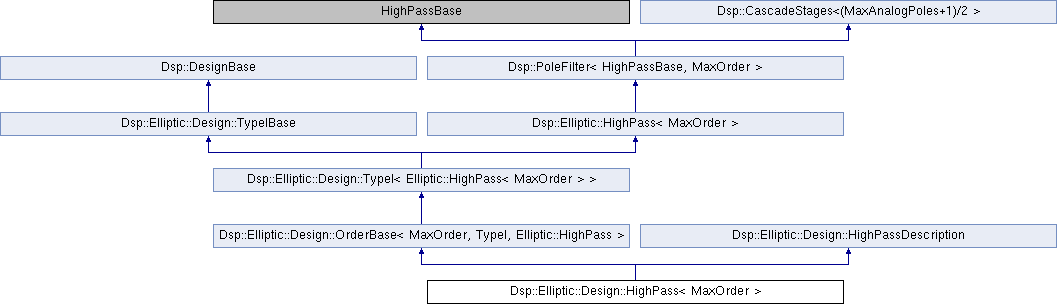 HighPassBase
Dsp::CascadeStages<(MaxAnalogPoles+1)/2 >
Dsp::DesignBase
Dsp::PoleFilter< HighPassBase, MaxOrder >
Dsp::Elliptic::Design::TypeIBase
Dsp::Elliptic::HighPass< MaxOrder >
Dsp::Elliptic::Design::TypeI< Elliptic::HighPass< MaxOrder > >
Dsp::Elliptic::Design::OrderBase< MaxOrder, TypeI, Elliptic::HighPass >
Dsp::Elliptic::Design::HighPassDescription
Dsp::Elliptic::Design::HighPass< MaxOrder >